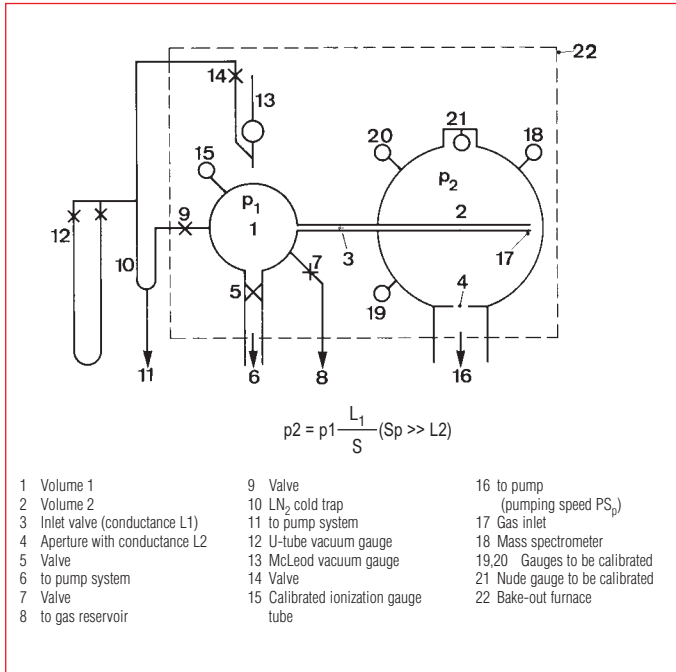 22
14
13
21
20
18
15
p2
p1
9
2
12
1
10
3
17
7
5
4
19
11
6
8
16
p2 = p1 L1/S (Sp >> L2)
1 Volume 1
2 Volume 2
3 Inlet valve (conductance L1)
4 Aperture with conductance L2
5 Valve
6 to pump system
7 Valve
8 to gas reservoir
9 Valve
10 LN2 cold trap
11 to pump system
12 U-tube vacuum gauge
13 McLeod vacuum gauge
14 Valve
15 Calibrated ionization gauge
tube
16 to pump
(pumping speed PSp)
17 Gas inlet
18 Mass spectrometer
19,20 Gauges to be calibrated
21 Nude gauge to be calibrated
22 Bake-out furnace